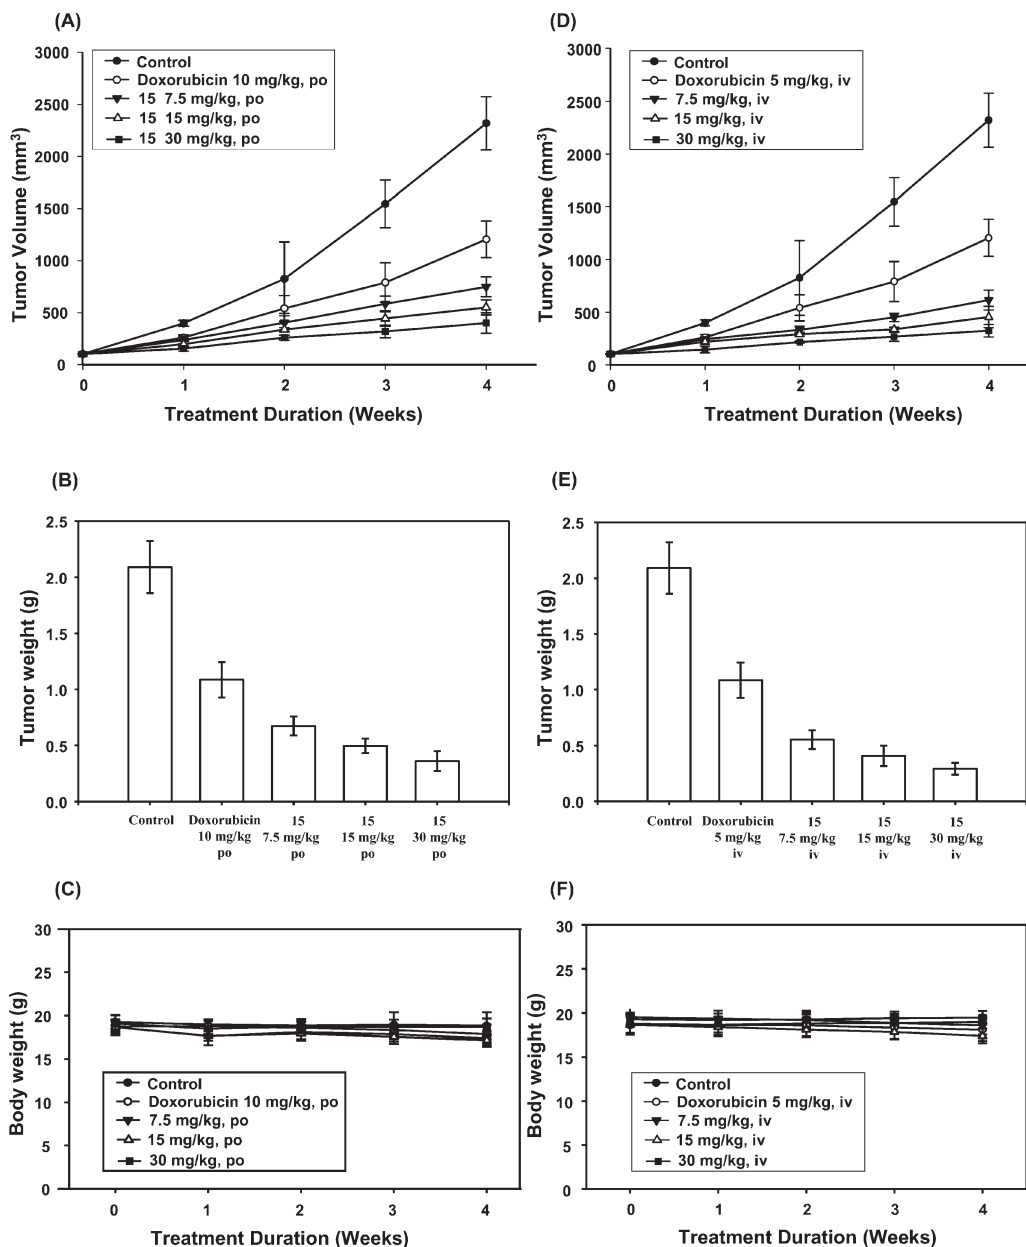 (A)
3000
2500
2000
1500
1000
500
0
Tumor Volume (mm³)
Control
Doxorubicin 10 mg/kg, po
15 7.5 mg/kg, po
15 15 mg/kg, po
15 30 mg/kg, po
0 1 2 3 4
Treatment Duration (Weeks)
(D)
3000
2500
2000
1500
1000
500
0
Tumor Volume (mm³)
Control
Doxorubicin 5 mg/kg, iv
7.5 mg/kg, iv
15 mg/kg, iv
30 mg/kg, iv
0 1 2 3 4
Treatment Duration (Weeks)
(B)
2.5
2.0
1.5
1.0
0.5
0.0
Tumor weight (g)
Control Doxorubicin 15 15 15
10 mg/kg 7.5 mg/kg 15 mg/kg 30 mg/kg
po po po po
(E)
2.5
2.0
1.5
1.0
0.5
0.0
Tumor weight (g)
Control Doxorubicin 15 15 15
5 mg/kg 7.5 mg/kg 15 mg/kg 30 mg/kg
iv iv iv iv
(C)
30
25
20
15
10
5
0
Body weight (g)
Control
Doxorubicin 10 mg/kg, po
7.5 mg/kg, po
15 mg/kg, po
30 mg/kg, po
0 1 2 3 4
Treatment Duration (Weeks)
(F)
30
25
20
15
10
5
0
Body weight (g)
Control
Doxorubicin 5 mg/kg, iv
7.5 mg/kg, iv
15 mg/kg, iv
30 mg/kg, iv
0 1 2 3 4
Treatment Duration (Weeks)